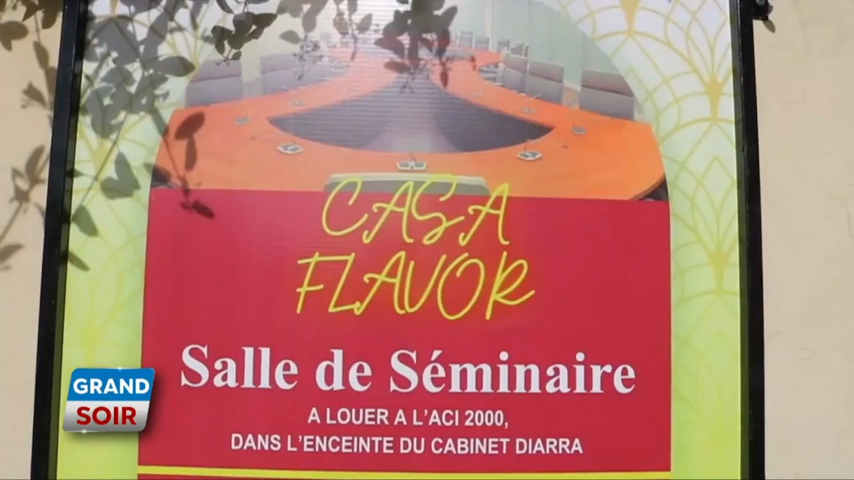 CASA
FLAVOR
Salle de Séminaire
A LOUER A L'ACI 2000,
DANS L'ENCEINTE DU CABINET DIARRA
GRAND
SOIR